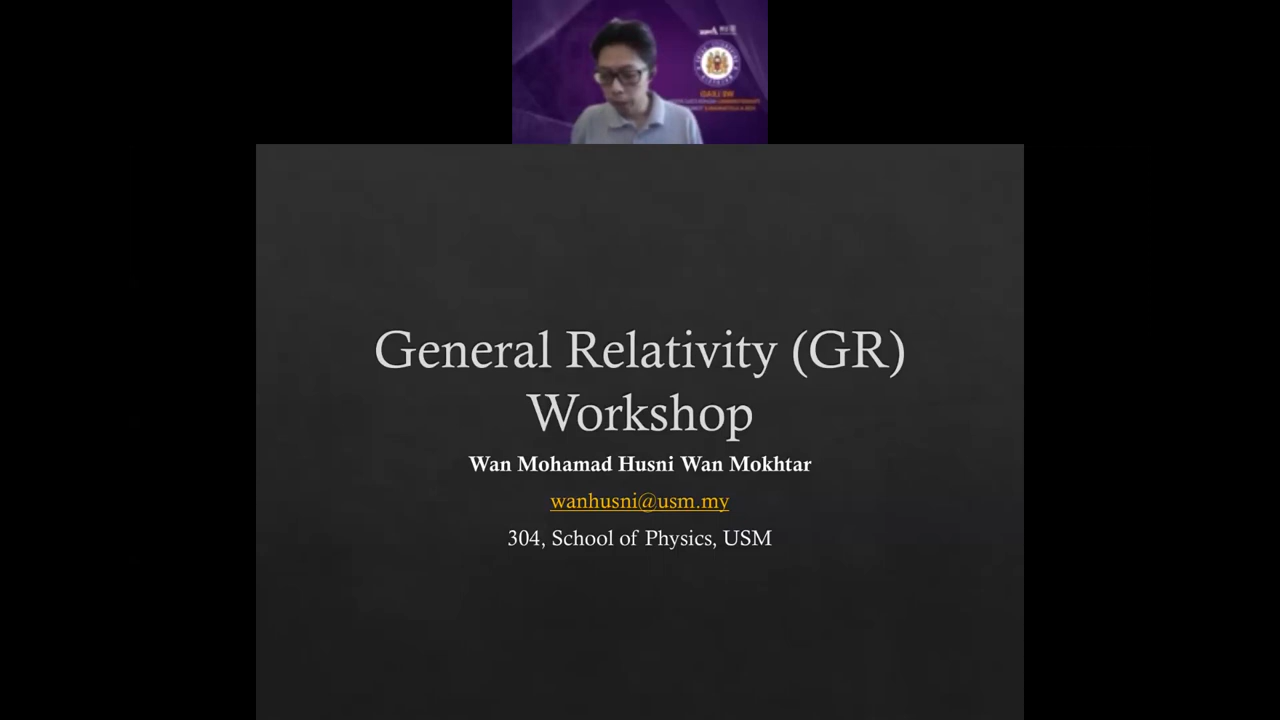 General Relativity (GR)
Workshop
Wan Mohamad Husni Wan Mokhtar
wanhusni@usm.my
304, School of Physics, USM